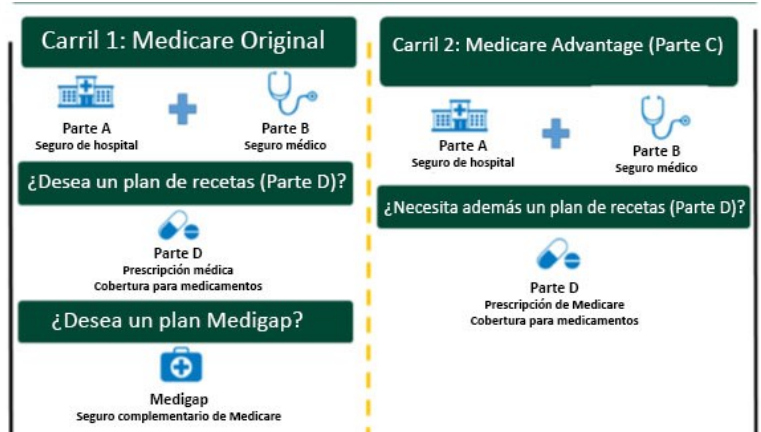 Carril 1: Medicare Original
Parte A
Seguro de hospital
Parte B
Seguro médico
¿Desea un plan de recetas (Parte D)?
Parte D
Prescripción médica
Cobertura para medicamentos
¿Desea un plan Medigap?
Medigap
Seguro complementario de Medicare
Carril 2: Medicare Advantage (Parte C)
Parte A
Seguro de hospital
Parte B
Seguro médico
¿Necesita además un plan de recetas (Parte D)?
Parte D
Prescripción de Medicare
Cobertura para medicamentos